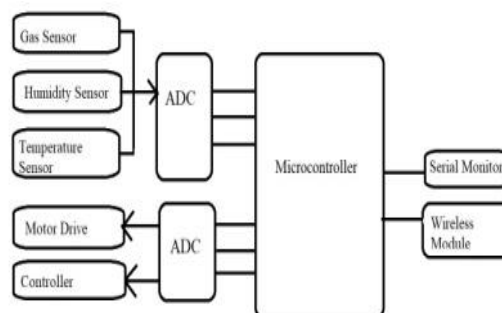 Gas Sensor
Humidity Sensor
Temperature
Sensor
ADC
Microcontroller
Motor Drive
Controller
ADC
Serial Monitor
Wireless
Module